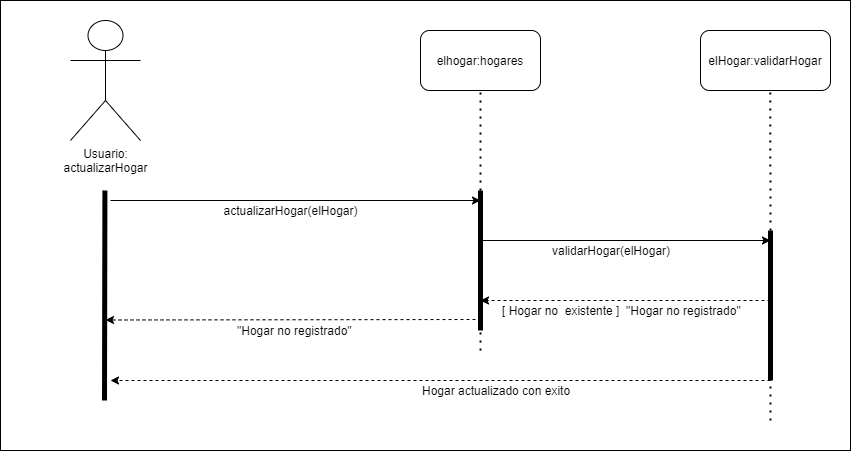 elhogar:hogares
elHogar:validarHogar
Usuario:
actualizarHogar
actualizarHogar(elHogar)
validarHogar(elHogar)
[ Hogar no existente ] "Hogar no registrado"
"Hogar no registrado"
Hogar actualizado con exito